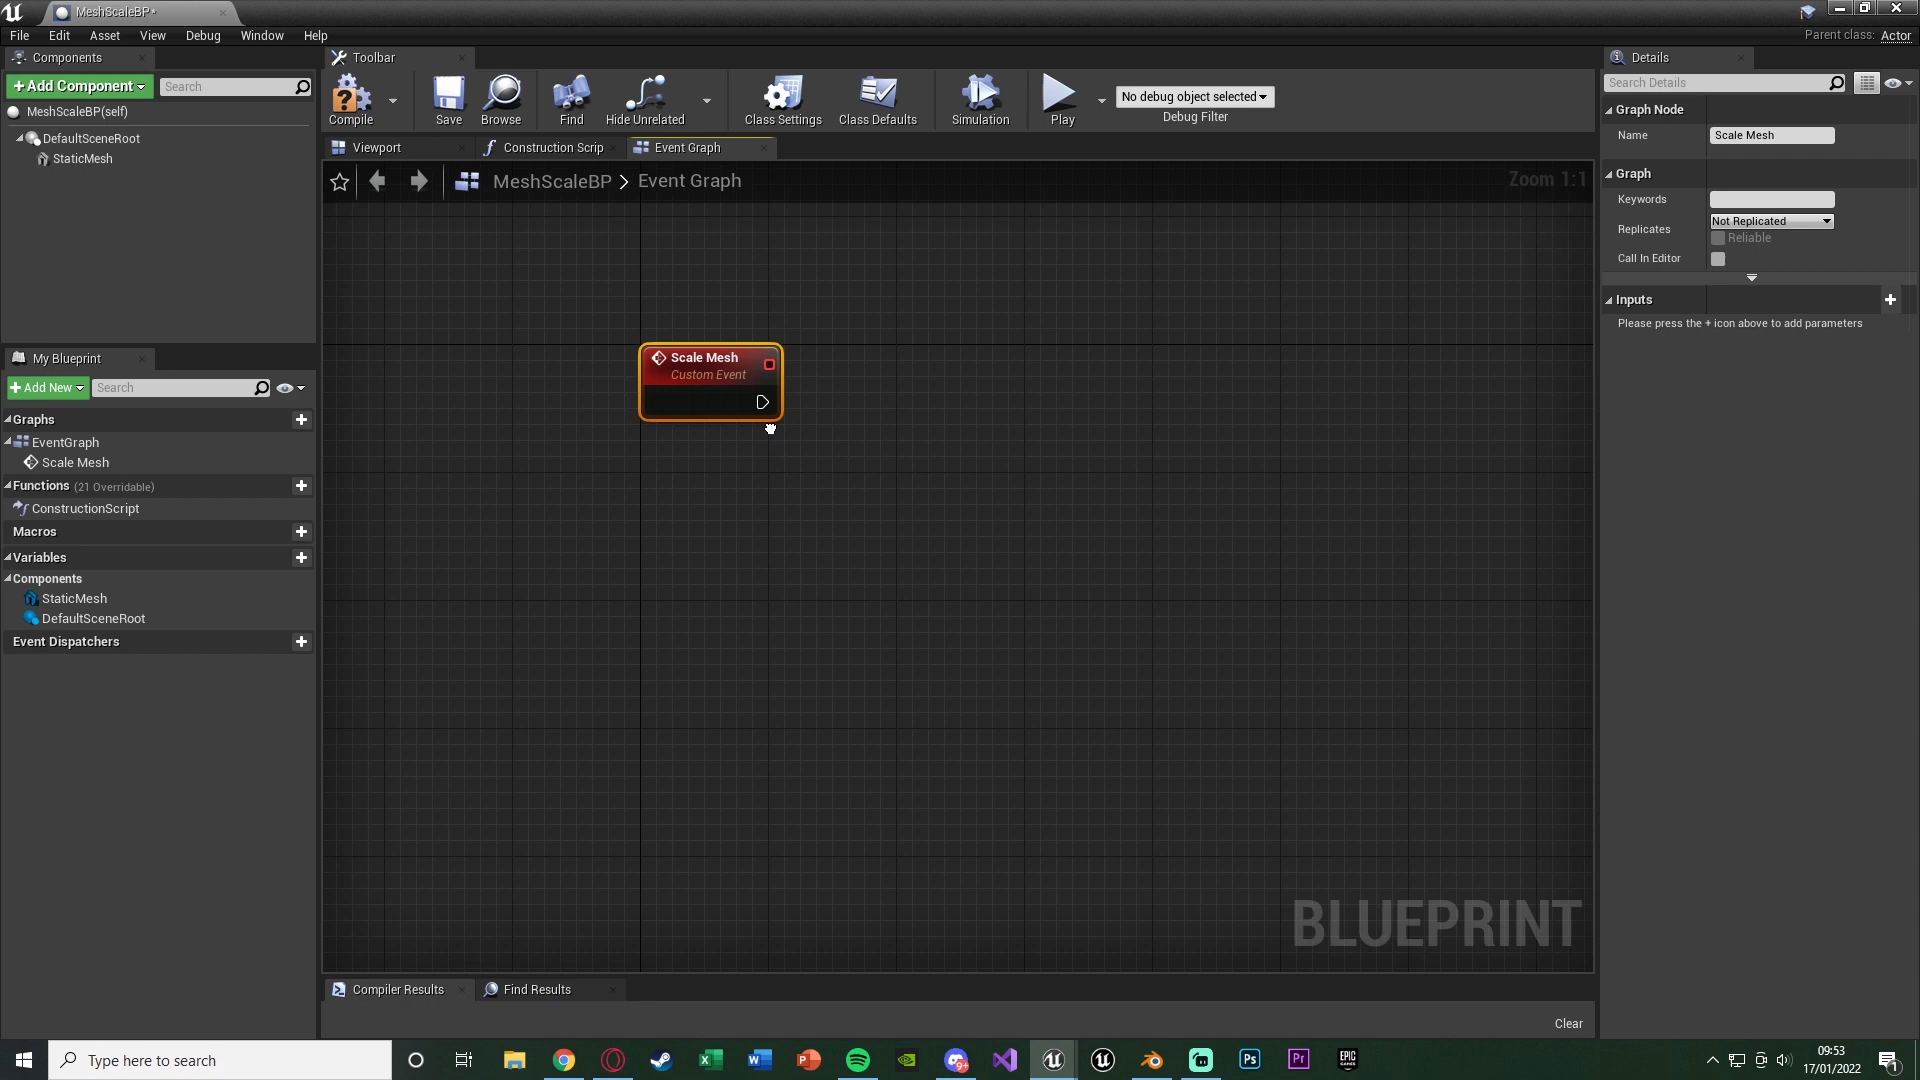 MeshScaleBP*
File Edit Asset View Debug Window Help
Parent class: Actor
Components
Toolbar
Details
+Add Component
Search
Compile
Save
Browse
Find
Hide Unrelated
Class Settings
Class Defaults
Simulation
Play
No debug object selected
Debug Filter
Search Details
MeshScaleBP(self)
DefaultSceneRoot
StaticMesh
Viewport
Construction Scrip
Event Graph
MeshScaleBP > Event Graph
Zoom 1:1
Graph Node
Name
Scale Mesh
Graph
Keywords
Replicates
Not Replicated
Reliable
Call In Editor
Inputs
Please press the + icon above to add parameters
Scale Mesh
Custom Event
My Blueprint
+Add New
Search
Graphs
EventGraph
Scale Mesh
Functions (21 Overridable)
ConstructionScript
Macros
Variables
Components
StaticMesh
DefaultSceneRoot
Event Dispatchers
BLUEPRINT
Compiler Results
Find Results
Clear
Type here to search
Ps
Pr
EPIC
GAMES
09:53
17/01/2022